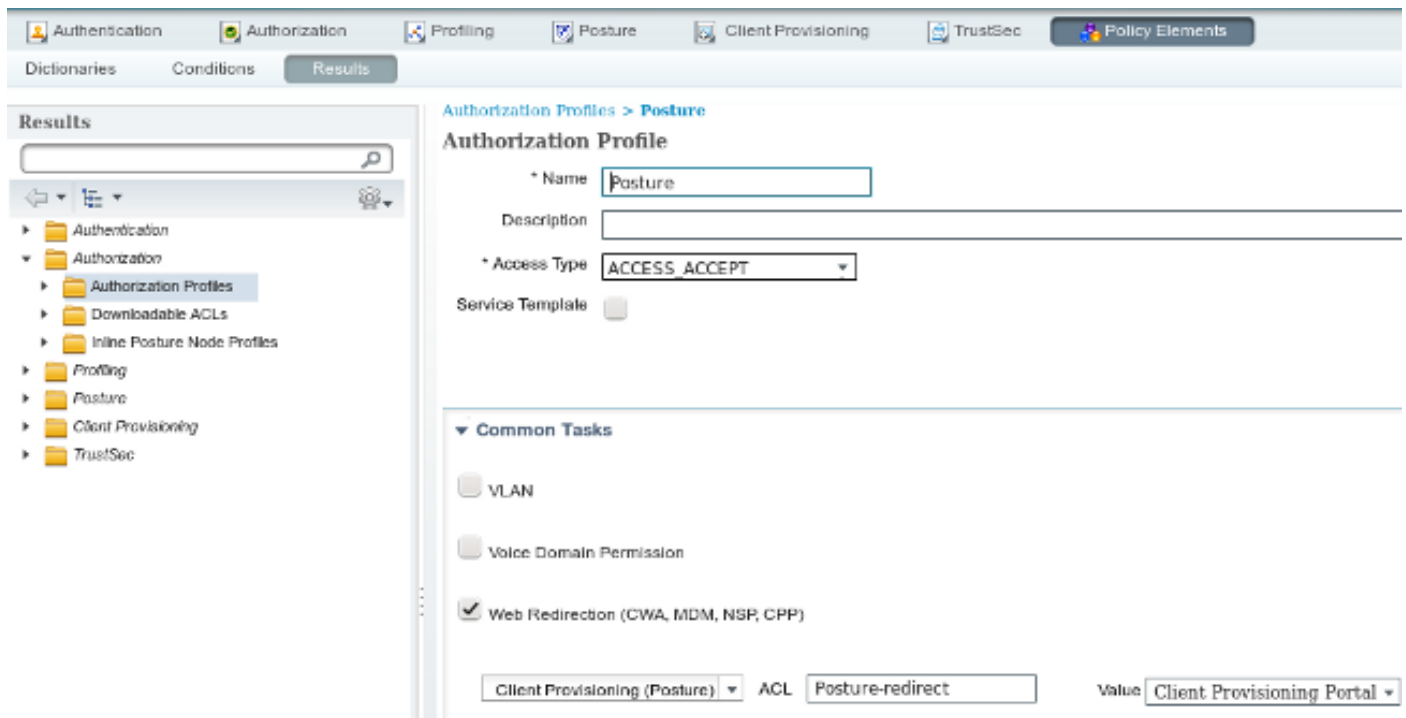 Authentication Authorization Profiling Posture Client Provisioning TrustSec Policy Elements
Dictionaries Conditions Results
Results
Authentication
Authorization
Authorization Profiles
Downloadable ACLs
Inline Posture Node Profiles
Profiling
Posture
Client Provisioning
TrustSec
Authorization Profiles > Posture
Authorization Profile
* Name Posture
Description
* Access Type ACCESS_ACCEPT
Service Template
Common Tasks
VLAN
Voice Domain Permission
Web Redirection (CWA, MDM, NSP, CPP)
Client Provisioning (Posture) ACL Posture-redirect Value Client Provisioning Portal